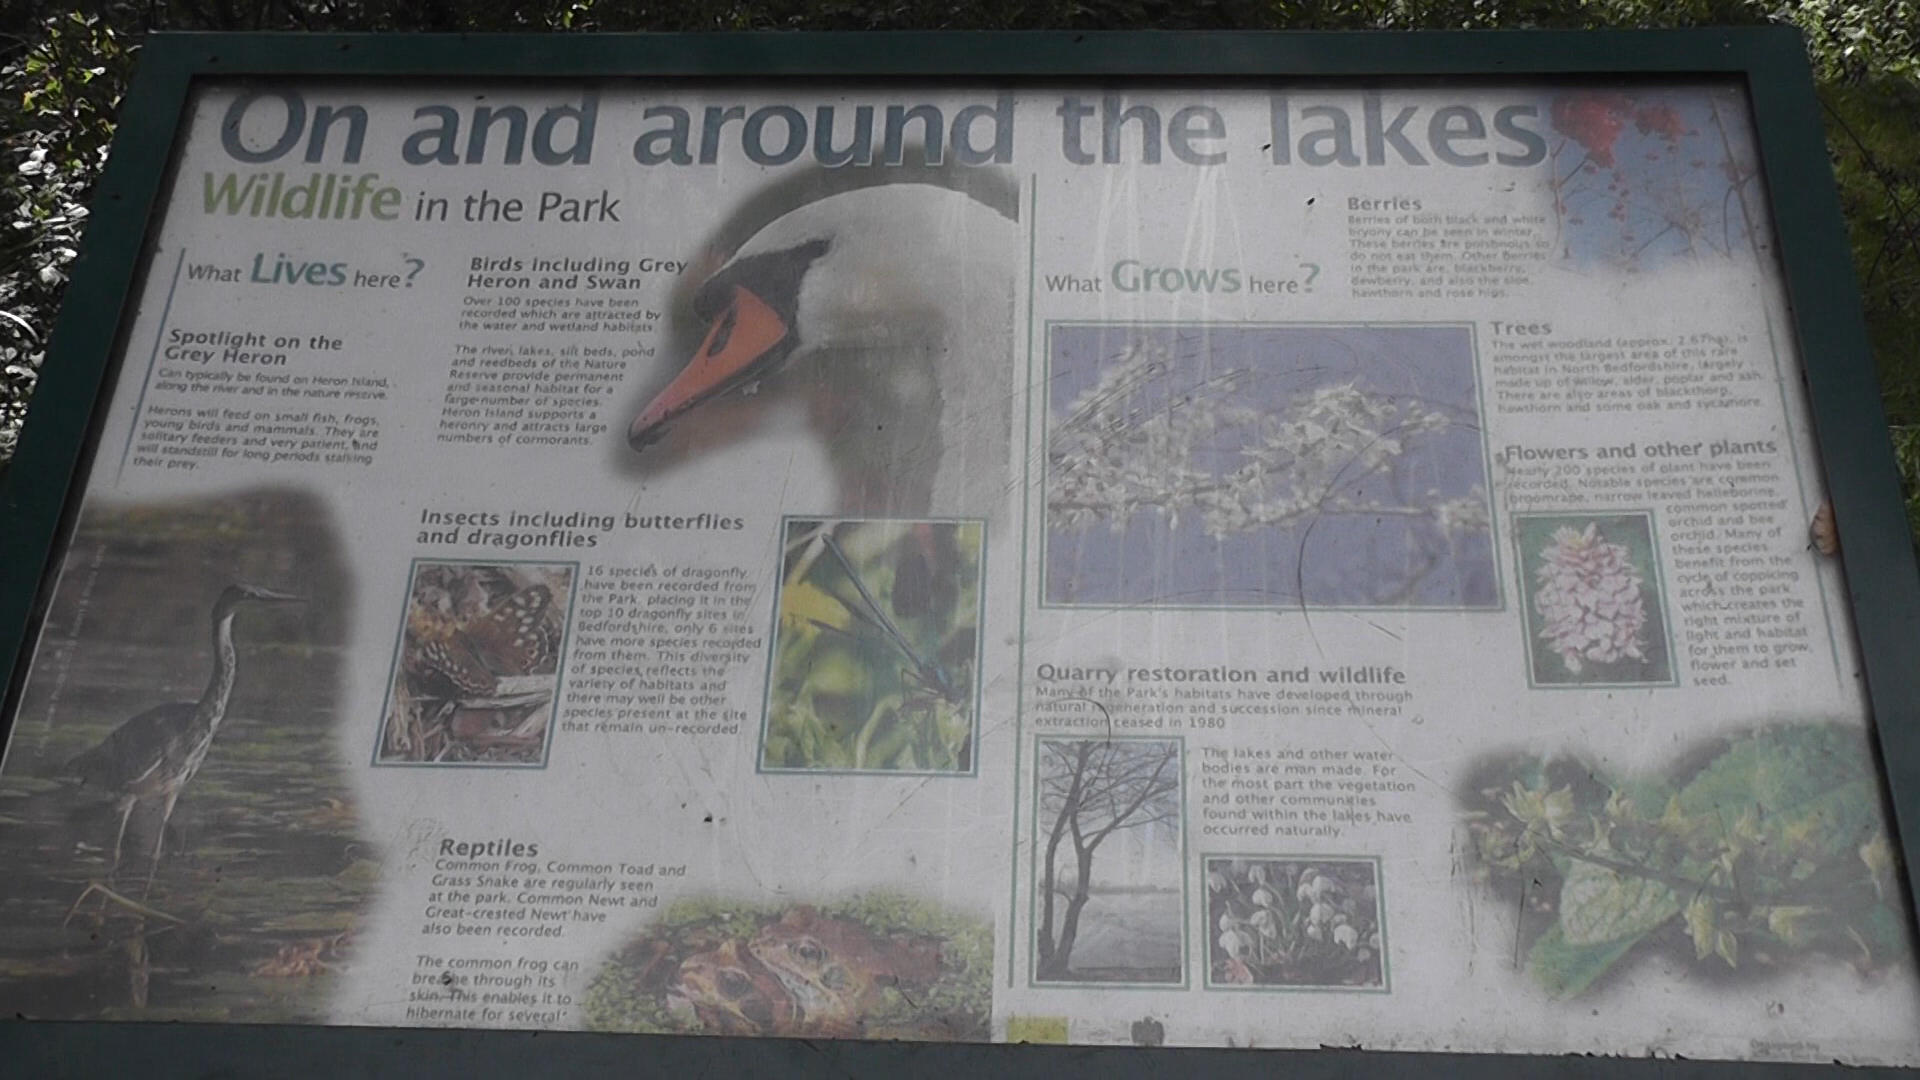 On and around the lakes
Wildlife in the Park
What Lives here?
Spotlight on the
Grey Heron
Can typically be found on Heron Island,
along the river and in the nature reserve.
Herons will feed on small fish, frogs,
young birds and mammals. They are
solitary feeders and very patient, and
will standstill for long periods stalking
their prey.
Birds including Grey
Heron and Swan
Over 100 species have been
recorded which are attracted by
the water and wetland habitats.
The river, lakes, silt beds, pond
and reedbeds of the Nature
Reserve provide permanent
and seasonal habitat for a
large number of species.
Heron Island supports a
heronry and attracts large
numbers of cormorants.
Insects including butterflies
and dragonflies
16 species of dragonfly
have been recorded from
the Park, placing it in the
top 10 dragonfly sites in
Bedfordshire, only 6 sites
have more species recorded
from them. This diversity
of species reflects the
variety of habitats and
there may well be other
species present at the site
that remain un-recorded.
Reptiles
Common Frog, Common Toad and
Grass Snake are regularly seen
at the park. Common Newt and
Great-crested Newt have
also been recorded.
The common frog can
breathe through its
skin. This enables it to
hibernate for several
What Grows here?
Berries
Berries of both black and white
bryony can be seen in winter.
These berries are poisonous so
do not eat them. Other Berries
in the park are, blackberry,
dewberry, and also the sloe,
hawthorn and rose hips.
Trees
The wet woodland (approx. 2.67ha), is
amongst the largest area of this rare
habitat in North Bedfordshire, largely
made up of willow, alder, poplar and ash.
There are also areas of blackthorn,
hawthorn and some oak and sycamore.
Flowers and other plants
Nearly 200 species of plant have been
recorded. Notable species are common
broomrape, narrow leaved helleborine,
common spotted
orchid and bee
orchid. Many of
these species
benefit from the
cycle of coppicing
across the park
which creates the
right mixture of
light and habitat
for them to grow,
flower and set
seed.
Quarry restoration and wildlife
Many of the Park's habitats have developed through
natural regeneration and succession since mineral
extraction ceased in 1980
The lakes and other water
bodies are man made. For
the most part the vegetation
and other communities
found within the lakes have
occurred naturally.